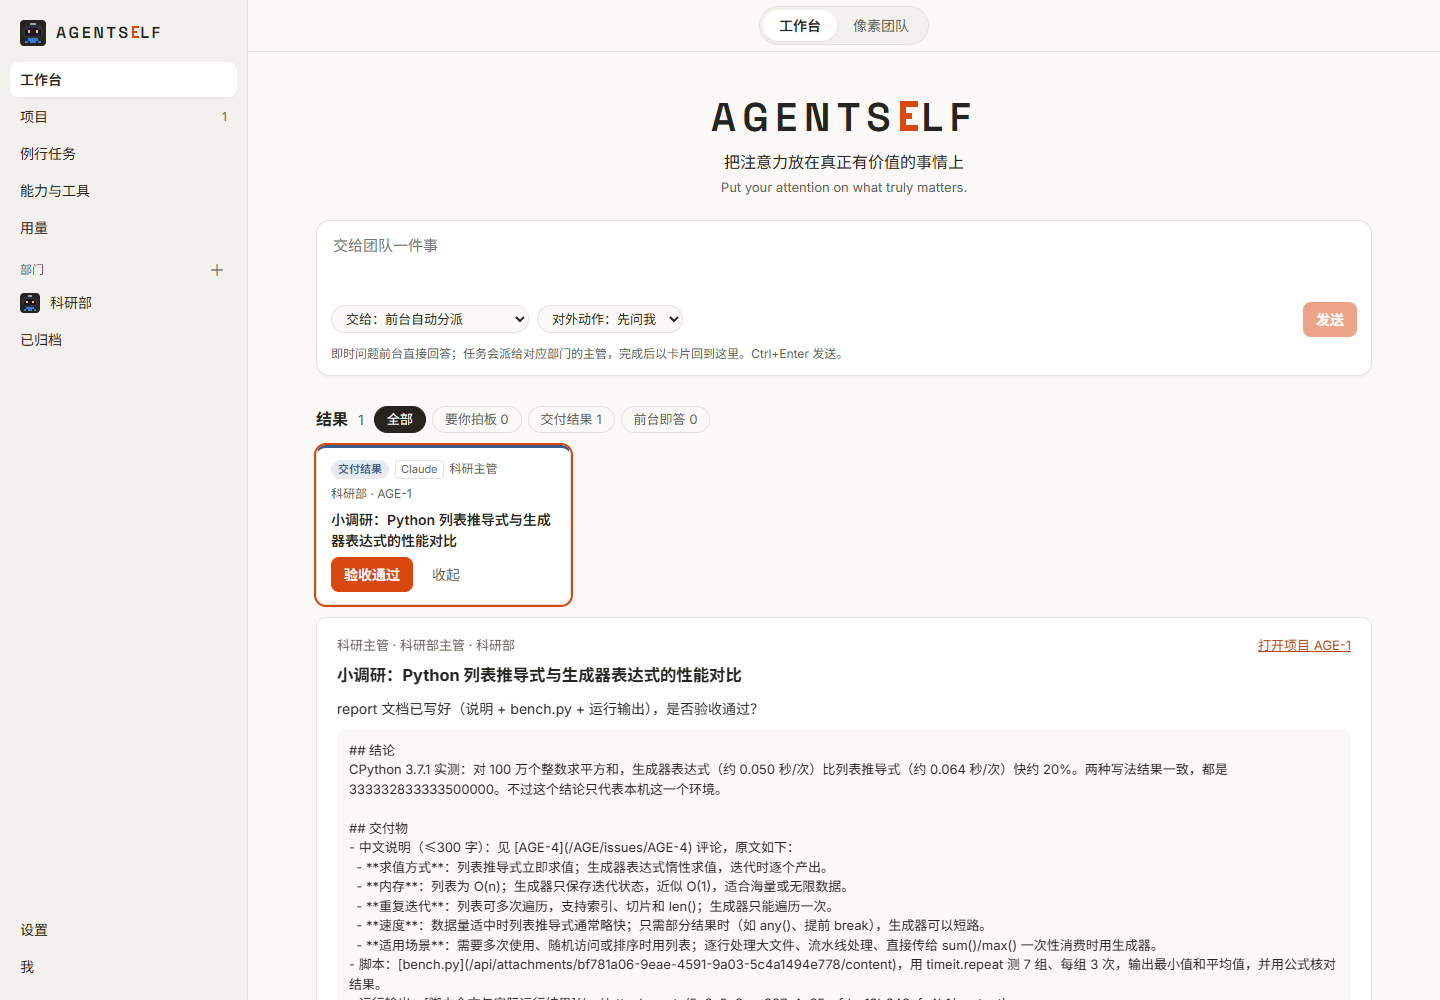 AGENTSELF
工作台
项目 1
例行任务
能力与工具
用量
部门 +
科研部
已归档
设置
我
工作台 像素团队
AGENTSELF
把注意力放在真正有价值的事情上
Put your attention on what truly matters.
交给团队一件事
交给：前台自动分派 对外动作：先问我 发送
即时问题前台直接回答；任务会派给对应部门的主管，完成后以卡片回到这里。Ctrl+Enter 发送。
结果 1 全部 要你拍板 0 交付结果 1 前台即答 0
交付结果 Claude 科研主管
科研部 · AGE-1
小调研：Python 列表推导式与生成
器表达式的性能对比
验收通过 收起
科研主管 · 科研部主管 · 科研部 打开项目 AGE-1
小调研：Python 列表推导式与生成器表达式的性能对比
report 文档已写好（说明 + bench.py + 运行输出），是否验收通过？
## 结论
CPython 3.7.1 实测：对 100 万个整数求平方和，生成器表达式（约 0.050 秒/次）比列表推导式（约 0.064 秒/次）快约 20%。两种写法结果一致，都是
333332833333500000。不过这个结论只代表本机这一个环境。
## 交付物
- 中文说明（≤300 字）：见 [AGE-4](/AGE/issues/AGE-4) 评论，原文如下：
- **求值方式**：列表推导式立即求值；生成器表达式惰性求值，迭代时逐个产出。
- **内存**：列表为 O(n)；生成器只保存迭代状态，近似 O(1)，适合海量或无限数据。
- **重复迭代**：列表可多次遍历，支持索引、切片和 len()；生成器只能遍历一次。
- **速度**：数据量适中时列表推导式通常略快；只需部分结果时（如 any()、提前 break），生成器可以短路。
- **适用场景**：需要多次使用、随机访问或排序时用列表；逐行处理大文件、流水线处理、直接传给 sum()/max() 一次性消费时用生成器。
- 脚本：[bench.py](/api/attachments/bf781a06-9eae-4591-9a03-5c4a1494e778/content)，用 timeit.repeat 测 7 组、每组 3 次，输出最小值和平均值，并用公式核对
结果。